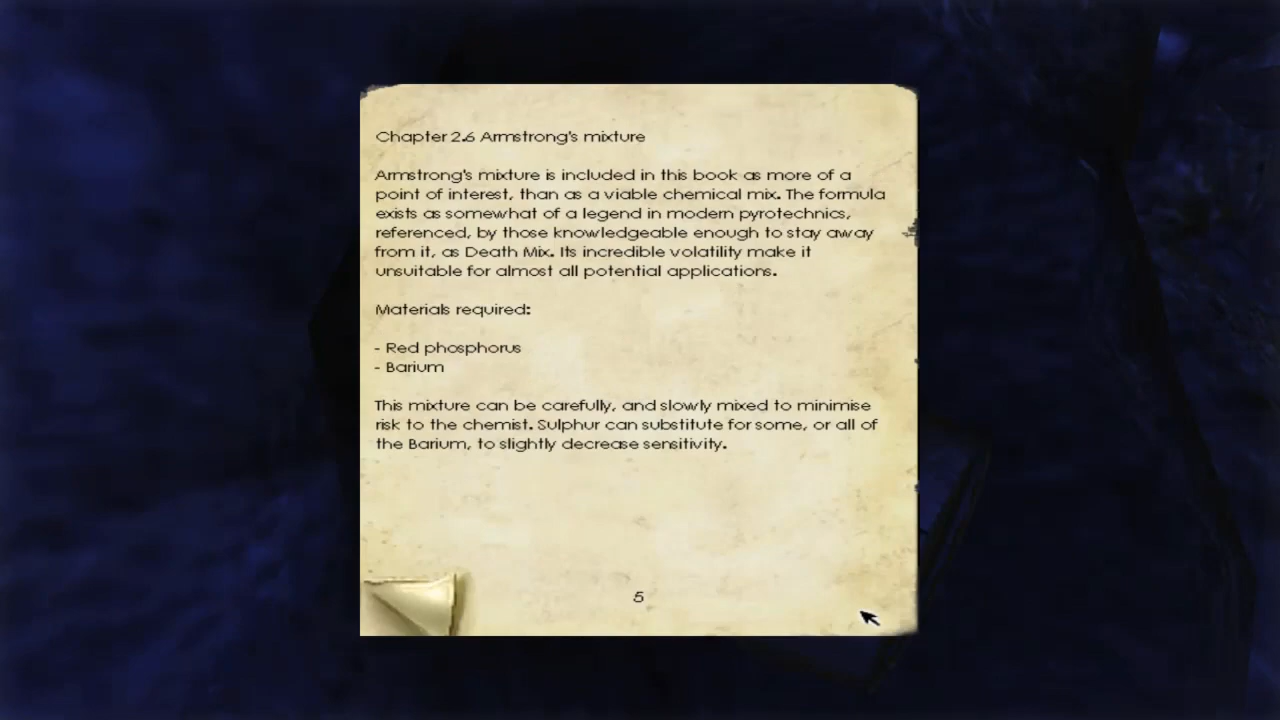 Chapter 2.6 Armstrong's mixture
Armstrong's mixture is included in this book as more of a
point of interest, than as a viable chemical mix. The formula
exists as somewhat of a legend in modern pyrotechnics,
referenced, by those knowledgeable enough to stay away
from it, as Death Mix. Its incredible volatility make it
unsuitable for almost all potential applications.
Materials required:
- Red phosphorus
- Barium
This mixture can be carefully, and slowly mixed to minimise
risk to the chemist. Sulphur can substitute for some, or all of
the Barium, to slightly decrease sensitivity.
5